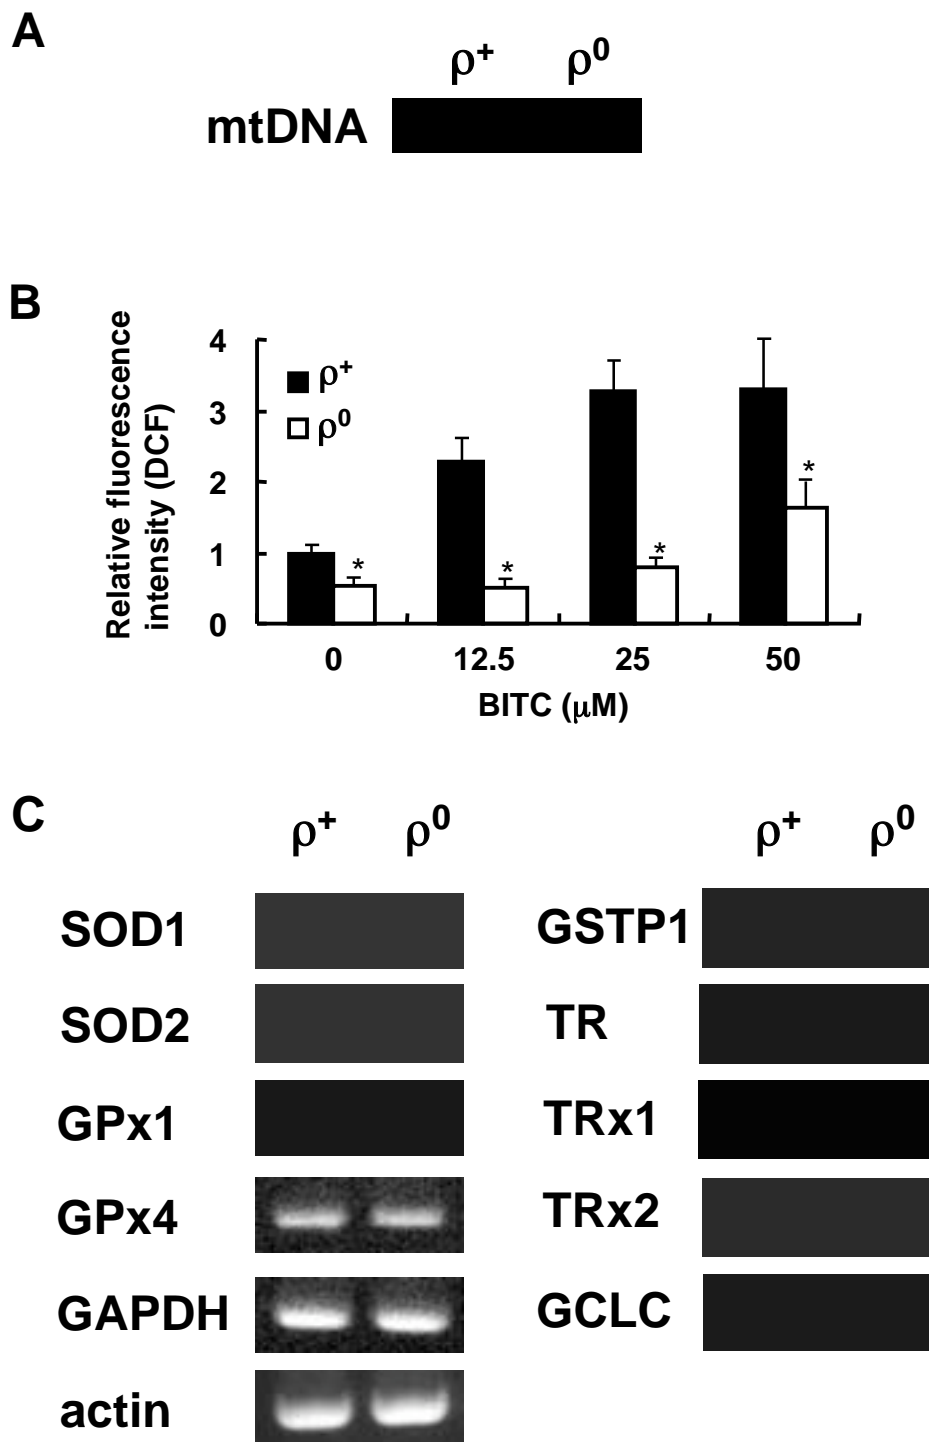 A
ρ+ ρ0
mtDNA
B
Relative fluorescence
intensity (DCF)
4
3
2
1
0
ρ+
ρ0
*
*
*
*
0 12.5 25 50
BITC (μM)
C
ρ+ ρ0
ρ+ ρ0
SOD1
SOD2
GPx1
GPx4
GAPDH
actin
GSTP1
TR
TRx1
TRx2
GCLC